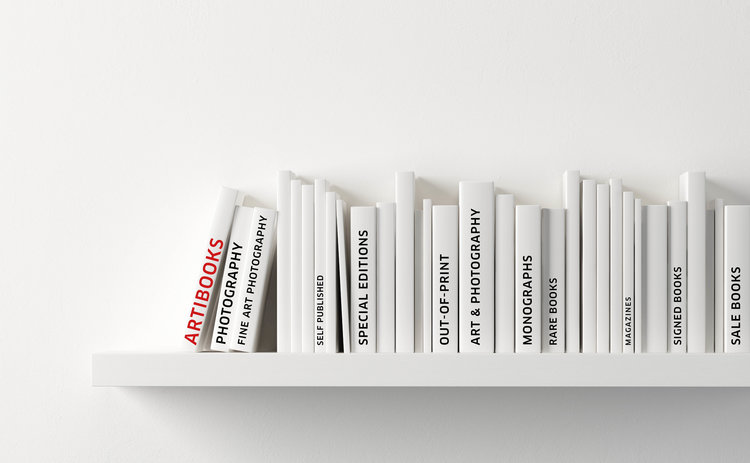 ARTIBOOKS
PHOTOGRAPHY
FINE ART PHOTOGRAPHY
SELF PUBLISHED
SPECIAL EDITIONS
OUT-OF-PRINT
ART & PHOTOGRAPHY
MONOGRAPHS
RARE BOOKS
MAGAZINES
SIGNED BOOKS
SALE BOOKS